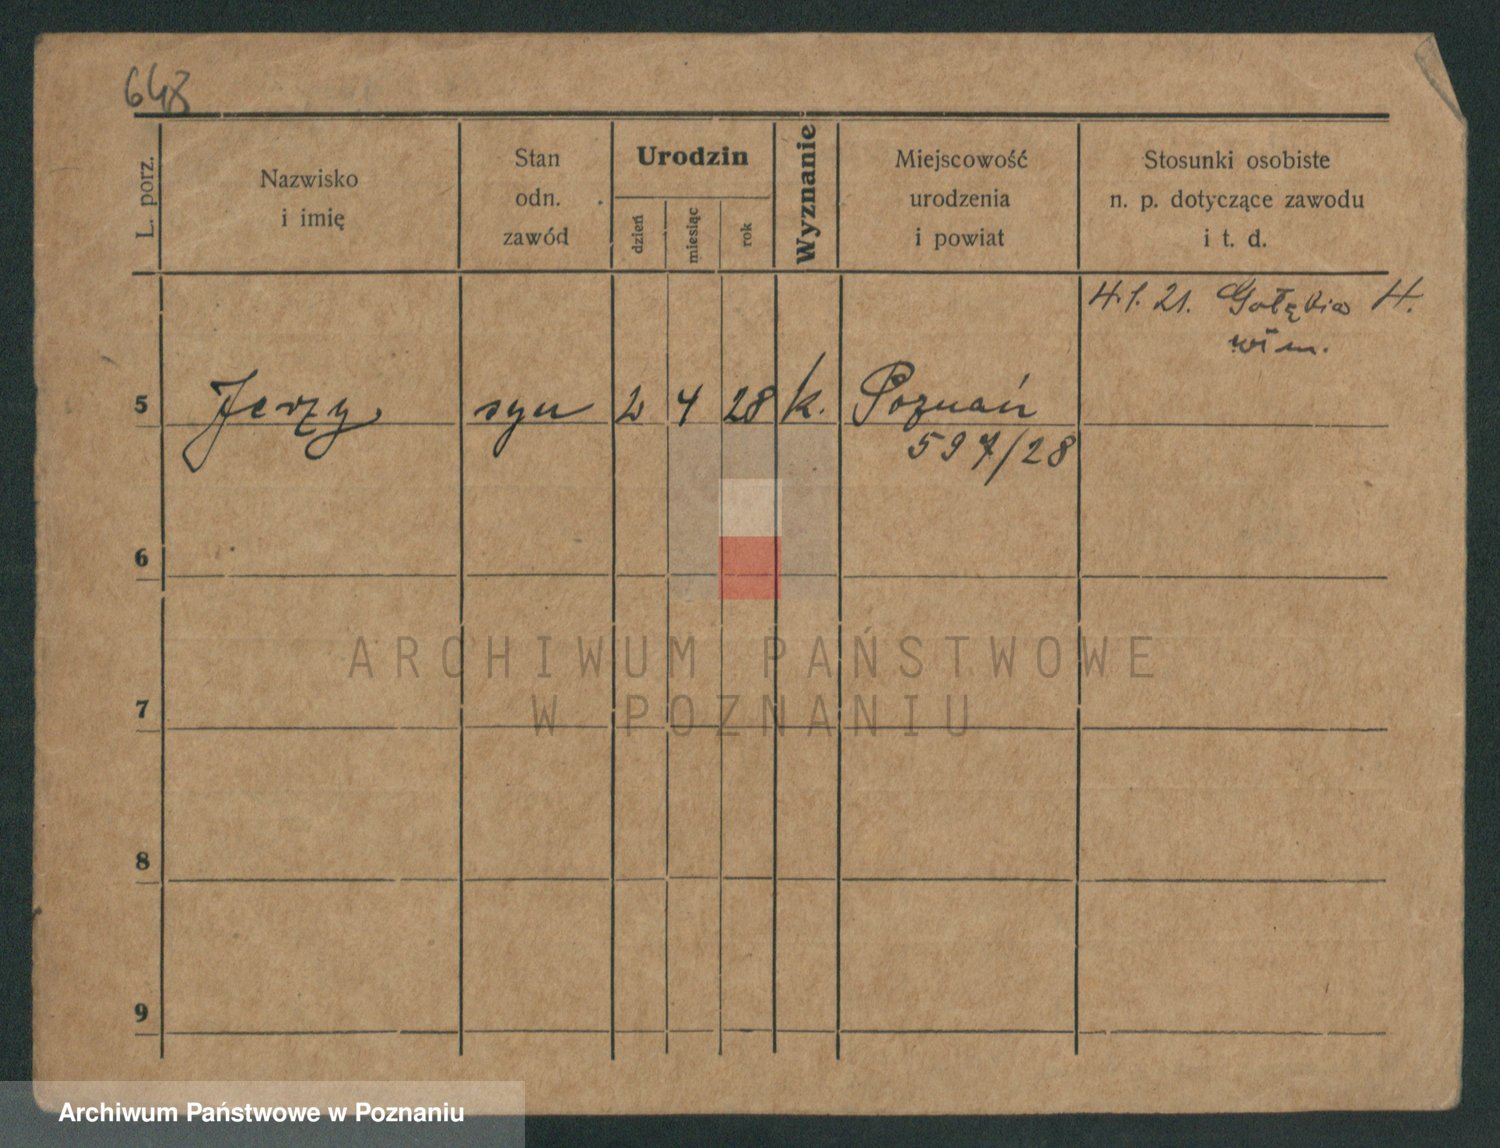 648
L. porz.
Nazwisko
i imię
Stan
odn.
zawód
Urodzin
dzień
miesiąc
rok
Wyznanie
Miejscowość
urodzenia
i powiat
Stosunki osobiste
n. p. dotyczące zawodu
i t. d.
4.1.21. Gołębia 4.
5 Jerzy syn 2 4 28 k. Poznań
597/28
6
ARCHIWUM PAŃSTWOWE
W POZNANIU
7
8
9
Archiwum Państwowe w Poznaniu